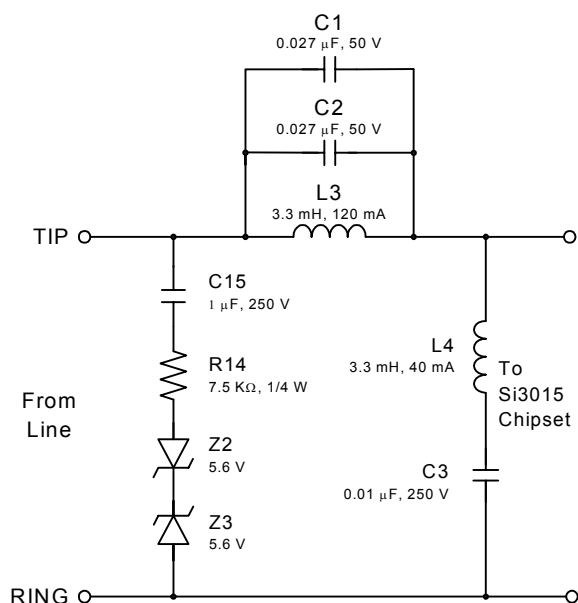 C1
0.027 µF, 50 V
C2
0.027 µF, 50 V
L3
3.3 mH, 120 mA
TIP
C15
1 µF, 250 V
R14
7.5 KΩ, 1/4 W
From
Line
Z2
5.6 V
Z3
5.6 V
L4
3.3 mH, 40 mA
To
Si3015
Chipset
C3
0.01 µF, 250 V
RING